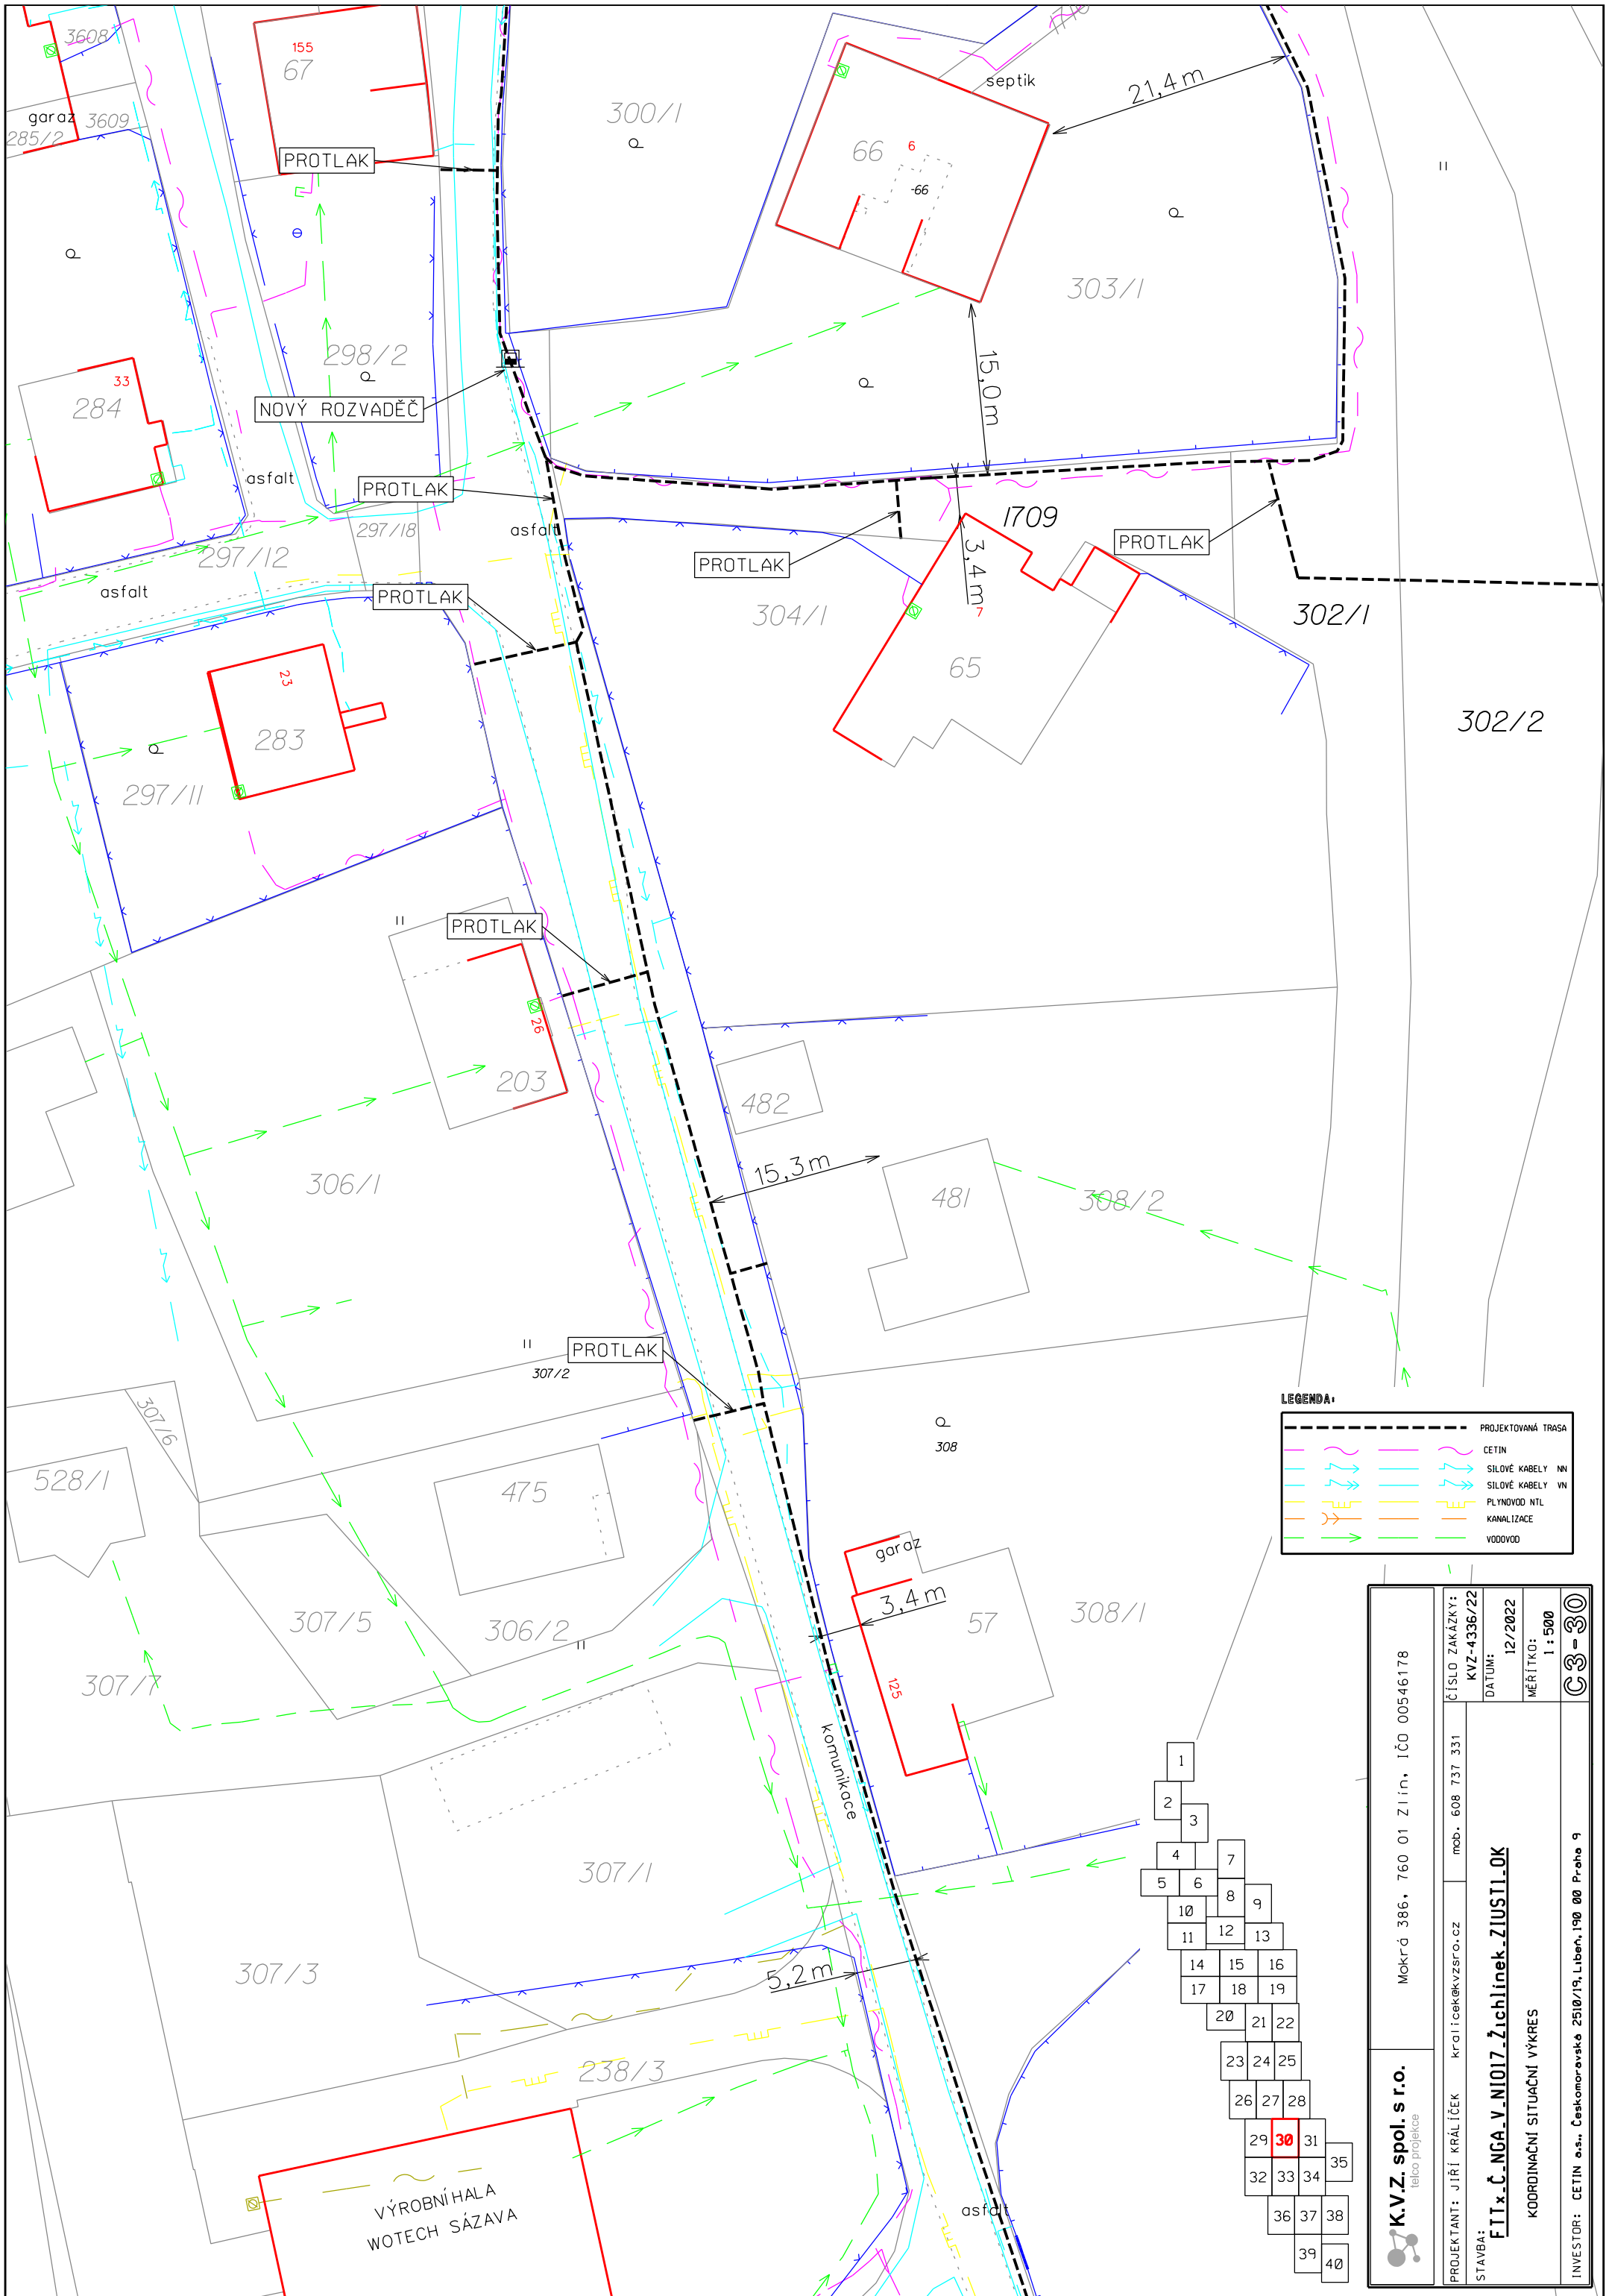 3608
155
67
garaz
3609
285/2
PROTLAK
300/1
septik
21,4m
66
6
-66
303/1
298/2
33
284
NOVÝ ROZVADĚČ
15,0m
asfalt
PROTLAK
297/18
asfalt
1709
PROTLAK
PROTLAK
297/12
asfalt
PROTLAK
3,4m
7
304/1
302/1
65
23
283
302/2
297/11
PROTLAK
26
203
482
306/1
15,3m
481
308/2
PROTLAK
307/2
307/6
308
528/1
475
LEGENDA:
PROJEKTOVANÁ TRASA
CETIN
SILOVÉ KABELY NN
SILOVÉ KABELY VN
PLYNOVOD NTL
KANALIZACE
VODOVOD
garaz
3,4m
57
308/1
307/5
306/2
307/7
125
komunikace
307/1
307/3
5,2m
238/3
VÝROBNÍ HALA
WOTECH SÁZAVA
asfalt
1
2
3
4
7
5
6
8
9
10
11
12
13
14
15
16
17
18
19
20
21
22
23
24
25
26
27
28
29
30
31
35
32
33
34
36
37
38
39
40
K.V.Z. spol. s r.o.
telco projekce
Mokrá 386, 760 01 Zlín, IČO 00546178
PROJEKTANT: JIŘÍ KRÁLÍČEK
kralicek@kvzsro.cz
mob. 608 737 331
ČÍSLO ZAKÁZKY:
KVZ-4336/22
STAVBA:
FTTx_Č_NGA_V_NI017_Žichlínek_ZIUSTI_OK
DATUM:
12/2022
KOORDINAČNÍ SITUAČNÍ VÝKRES
MĚŘÍTKO:
1:500
INVESTOR: CETIN a.s., Českomoravská 2510/19, Libeň, 190 00 Praha 9
C3-30